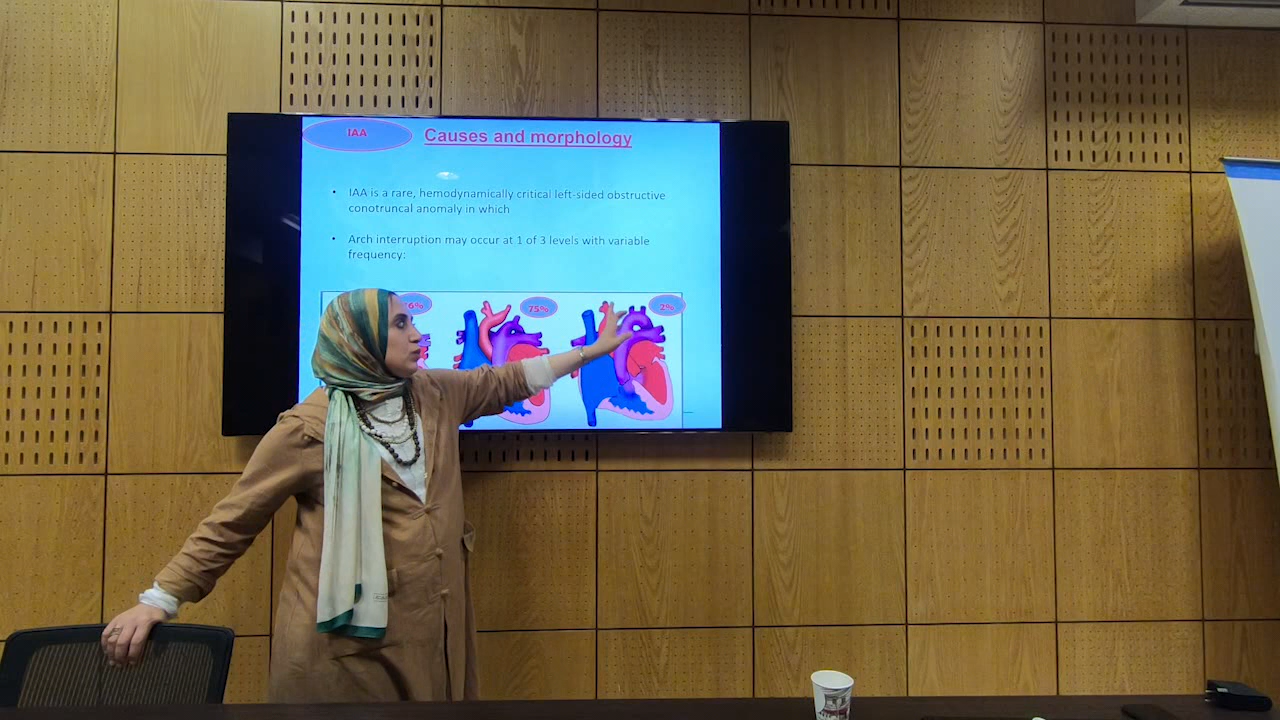 IAA
Causes and morphology
• IAA is a rare, hemodynamically critical left-sided obstructive
conotruncal anomaly in which
• Arch interruption may occur at 1 of 3 levels with variable
frequency:
75%
2%